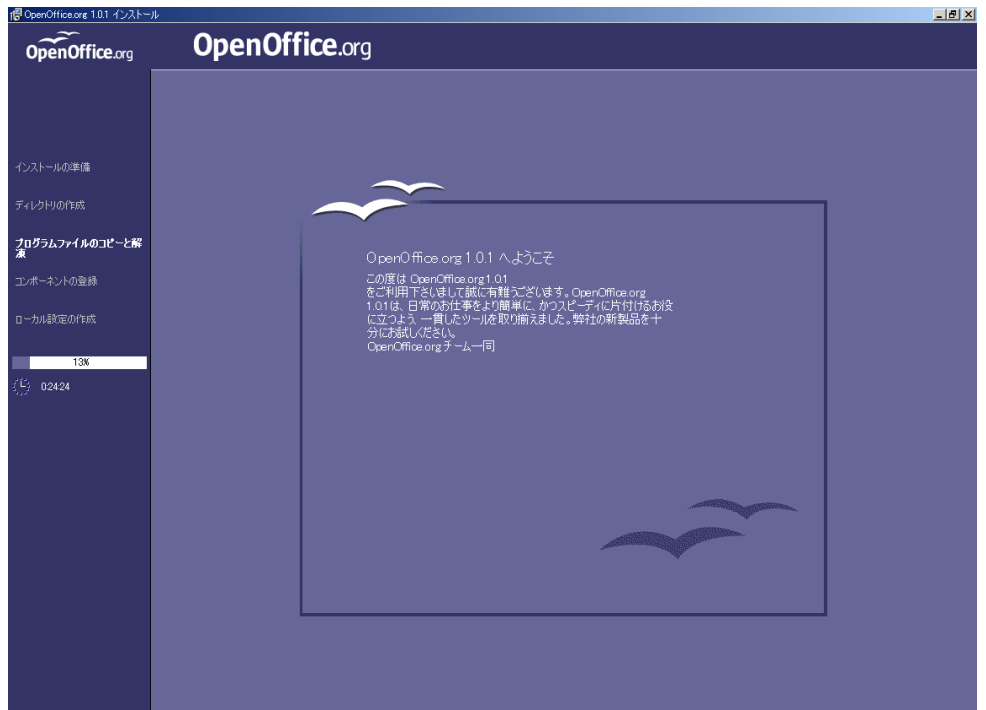 OpenOffice.org 1.0.1 インストール
OpenOffice.org
OpenOffice.org
インストールの準備
ディレクトリの作成
プログラムファイルのコピーと解
凍
コンポーネントの登録
ローカル設定の作成
13%
0:24:24
OpenOffice.org 1.0.1 へようこそ
この度は OpenOffice.org 1.0.1
をご利用下さいまして誠に有難うございます。OpenOffice.org
1.0.1は、日常のお仕事をより簡単に、かつスピーディに片付けるお役
に立つよう、一貫したツールを取り揃えました。弊社の新製品を十
分にお試しください。
OpenOffice.org チーム一同